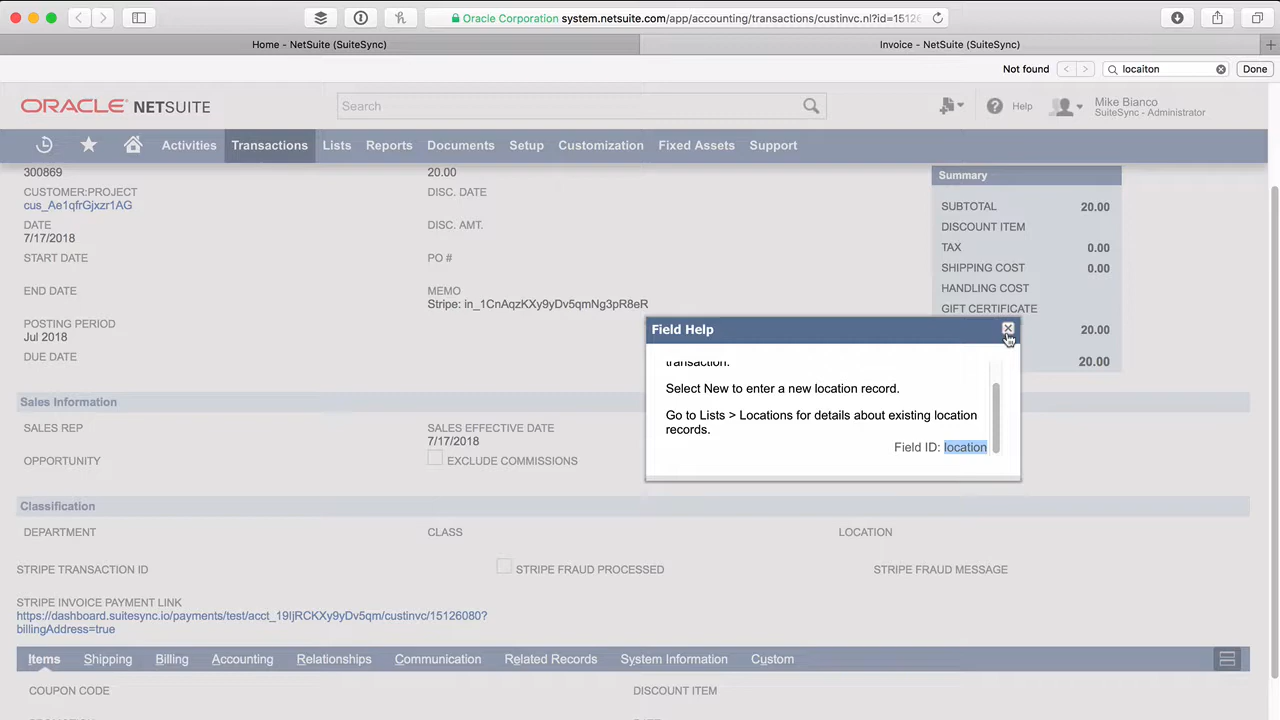 Oracle Corporation system.netsuite.com/app/accounting/transactions/custinvc.nl?id=1512
Home - NetSuite (SuiteSync)
Invoice - NetSuite (SuiteSync)
Not found
locaiton
Done
ORACLE NETSUITE
Search
Help
Mike Bianco
SuiteSync - Administrator
Activities
Transactions
Lists
Reports
Documents
Setup
Customization
Fixed Assets
Support
300869
CUSTOMER:PROJECT
cus_Ae1qfrGjxzr1AG
DATE
7/17/2018
START DATE
END DATE
POSTING PERIOD
Jul 2018
DUE DATE
20.00
DISC. DATE
DISC. AMT.
PO #
MEMO
Stripe: in_1CnAqzKXy9yDv5qmNg3pR8eR
Summary
SUBTOTAL 20.00
DISCOUNT ITEM
TAX 0.00
SHIPPING COST 0.00
HANDLING COST
GIFT CERTIFICATE
20.00
20.00
Field Help
transaction.
Select New to enter a new location record.
Go to Lists > Locations for details about existing location
records.
Field ID: location
Sales Information
SALES REP
OPPORTUNITY
SALES EFFECTIVE DATE
7/17/2018
EXCLUDE COMMISSIONS
Classification
DEPARTMENT
CLASS
LOCATION
STRIPE TRANSACTION ID
STRIPE FRAUD PROCESSED
STRIPE FRAUD MESSAGE
STRIPE INVOICE PAYMENT LINK
https://dashboard.suitesync.io/payments/test/acct_19IjRCKXy9yDv5qm/custinvc/15126080?
billingAddress=true
Items
Shipping
Billing
Accounting
Relationships
Communication
Related Records
System Information
Custom
COUPON CODE
DISCOUNT ITEM